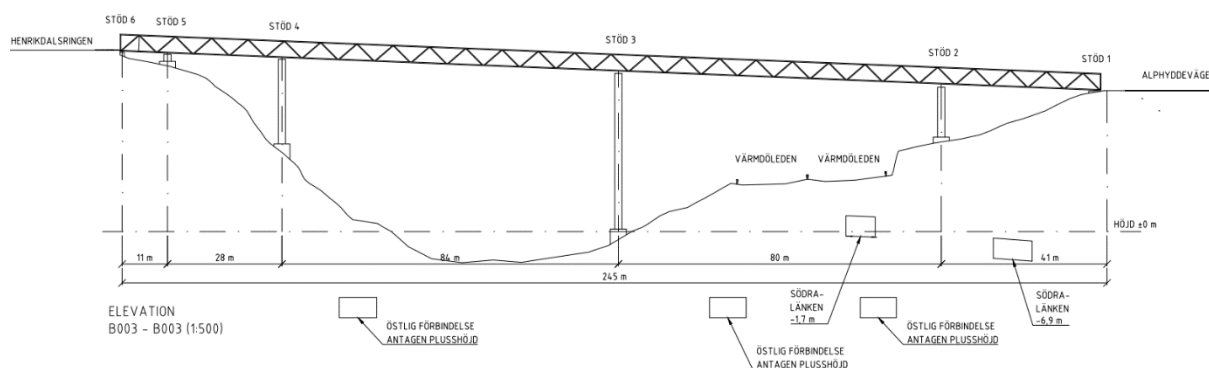 STÖD 6
STÖD 5
STÖD 4
STÖD 3
STÖD 2
STÖD 1
HENRIKDALSRINGEN
ALPHYDDEVÄGE
VÄRMDÖLEDEN
VÄRMDÖLEDEN
HÖJD ±0 m
11 m
28 m
84 m
80 m
41 m
245 m
ELEVATION
B003 - B003 (1:500)
ÖSTLIG FÖRBINDELSE
ANTAGEN PLUSSHÖJD
SÖDRA-
LÄNKEN
-1,7 m
ÖSTLIG FÖRBINDELSE
ANTAGEN PLUSSHÖJD
ÖSTLIG FÖRBINDELSE
ANTAGEN PLUSSHÖJD
SÖDRA-
LÄNKEN
-6,9 m